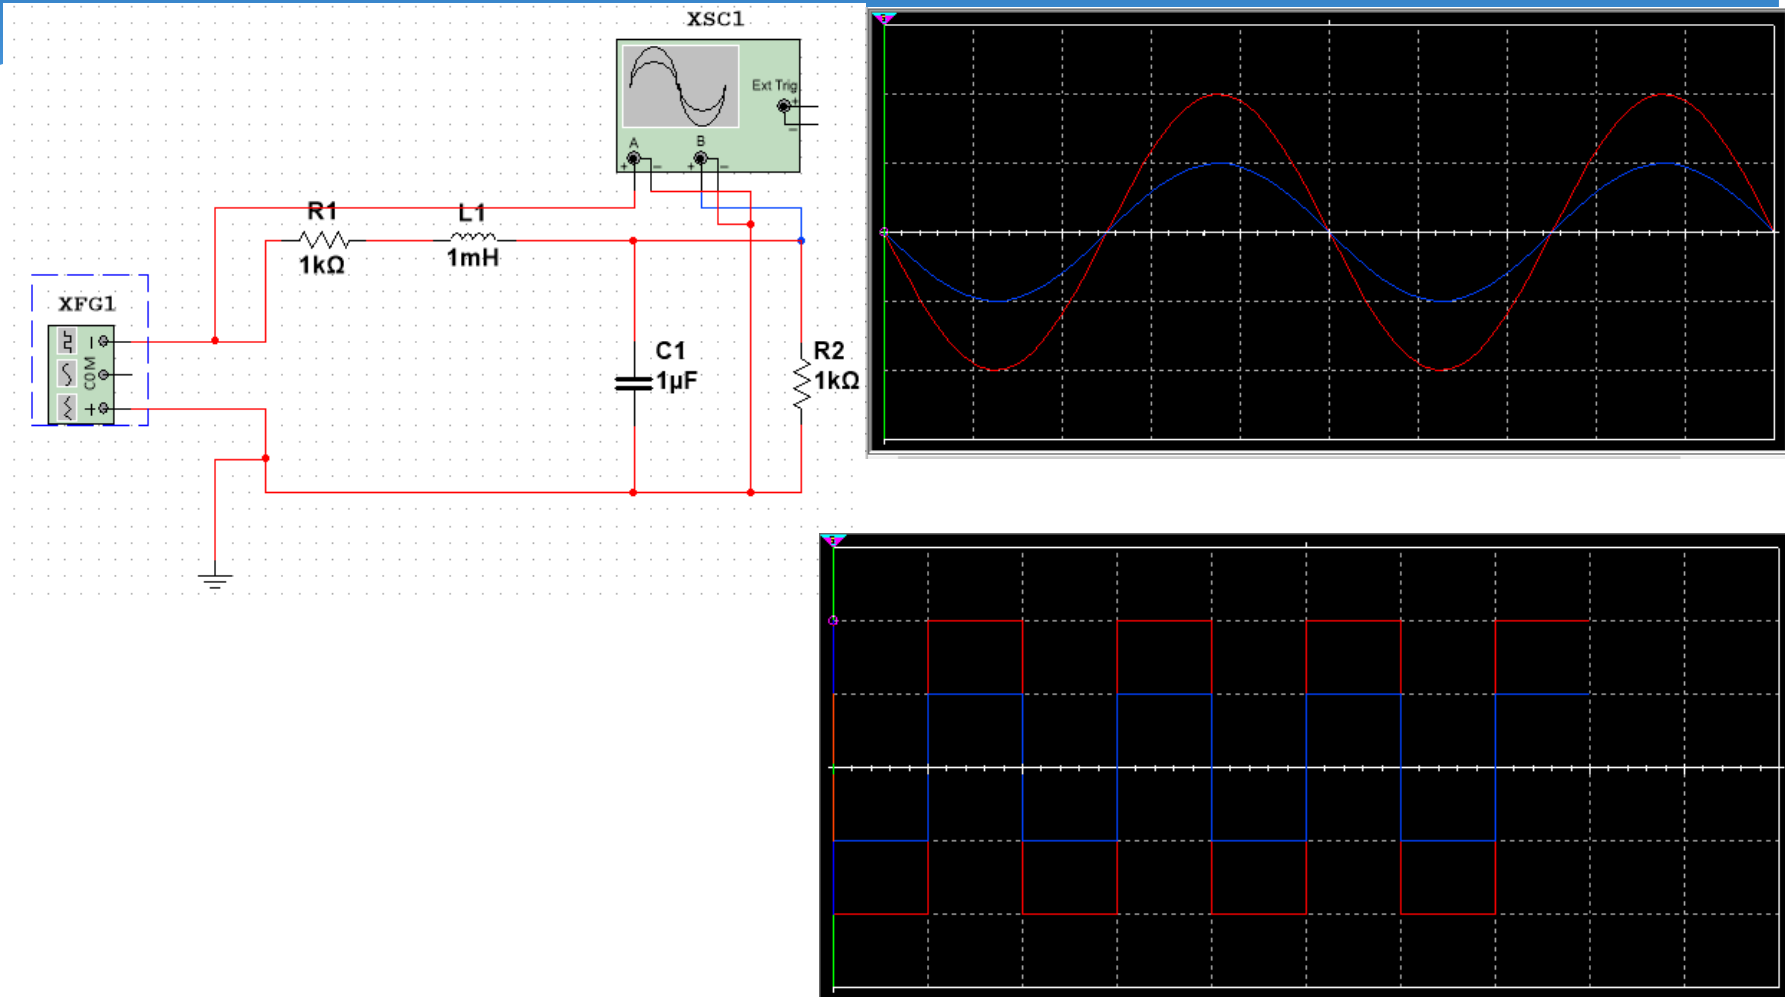 XSC1
Ext Trig
+
−
A
B
+
−
+
−
R1
1kΩ
L1
1mH
XFG1
−
COM
+
C1
1µF
R2
1kΩ